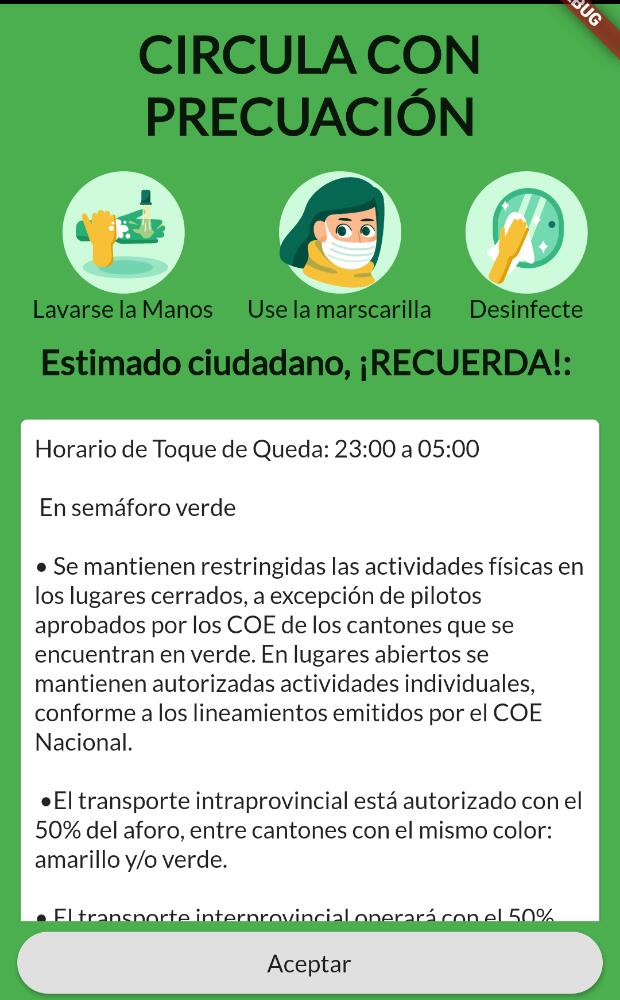 BUG
CIRCULA CON
PRECUACIÓN
Lavarse la Manos
Use la marscarilla
Desinfecte
Estimado ciudadano, ¡RECUERDA!:
Horario de Toque de Queda: 23:00 a 05:00
En semáforo verde
• Se mantienen restringidas las actividades físicas en
los lugares cerrados, a excepción de pilotos
aprobados por los COE de los cantones que se
encuentran en verde. En lugares abiertos se
mantienen autorizadas actividades individuales,
conforme a los lineamientos emitidos por el COE
Nacional.
•El transporte intraprovincial está autorizado con el
50% del aforo, entre cantones con el mismo color:
amarillo y/o verde.
• El transporte interprovincial operará con el 50%
Aceptar